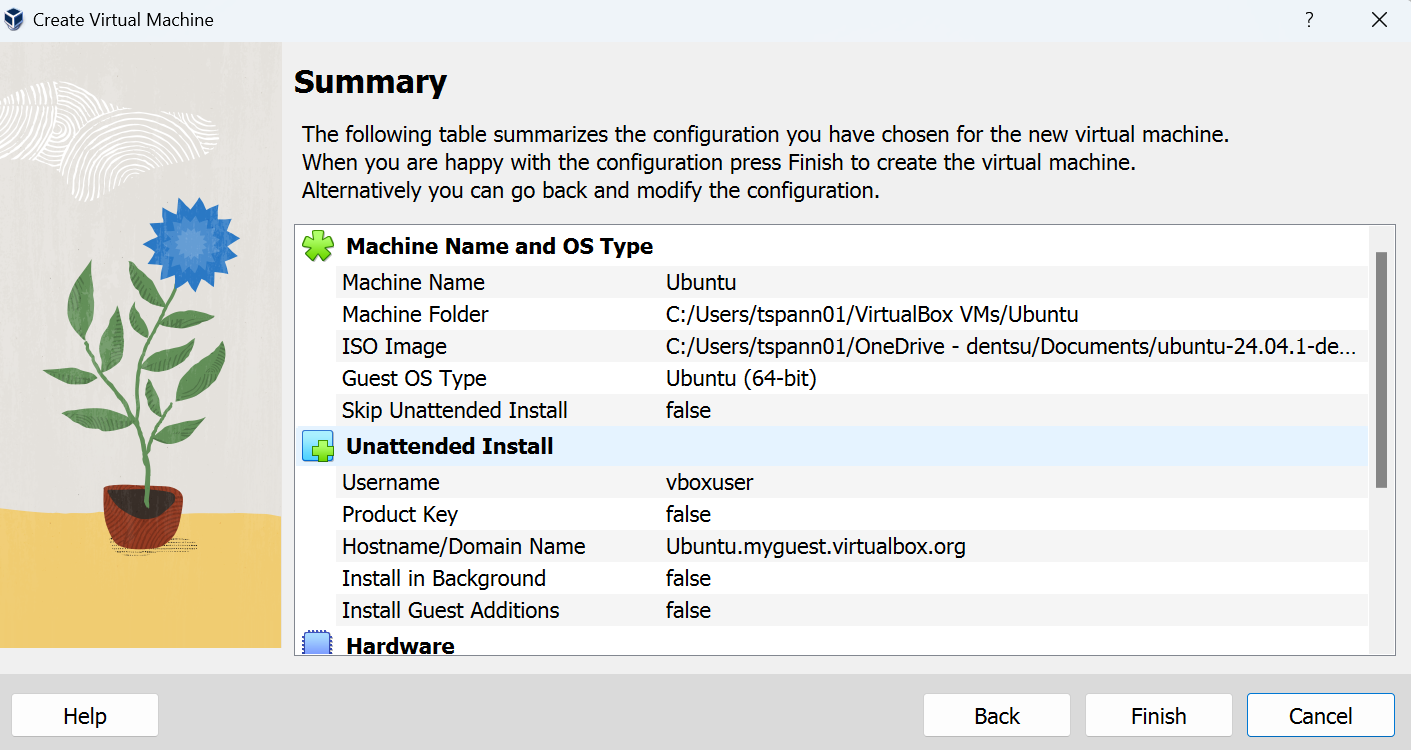 Create Virtual Machine ?
Summary
The following table summarizes the configuration you have chosen for the new virtual machine.
When you are happy with the configuration press Finish to create the virtual machine.
Alternatively you can go back and modify the configuration.
Machine Name and OS Type
Machine Name Ubuntu
Machine Folder C:/Users/tspann01/VirtualBox VMs/Ubuntu
ISO Image C:/Users/tspann01/OneDrive - dentsu/Documents/ubuntu-24.04.1-de...
Guest OS Type Ubuntu (64-bit)
Skip Unattended Install false
Unattended Install
Username vboxuser
Product Key false
Hostname/Domain Name Ubuntu.myguest.virtualbox.org
Install in Background false
Install Guest Additions false
Hardware
Help Back Finish Cancel